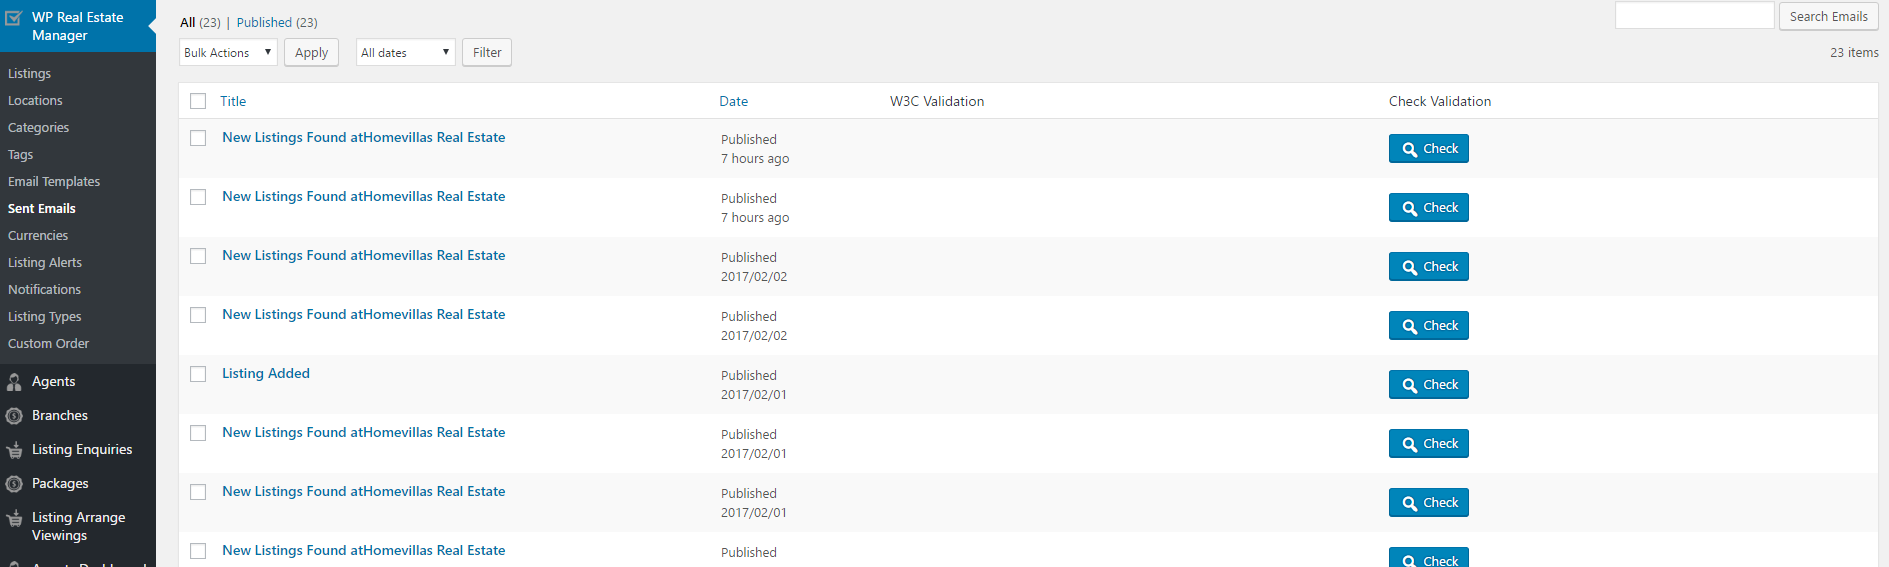 WP Real Estate
Manager
Listings
Locations
Categories
Tags
Email Templates
Sent Emails
Currencies
Listing Alerts
Notifications
Listing Types
Custom Order
Agents
Branches
Listing Enquiries
Packages
Listing Arrange
Viewings
All (23) | Published (23)
Search Emails
Bulk Actions Apply All dates Filter
23 items
Title Date W3C Validation Check Validation
New Listings Found atHomevillas Real Estate
Published
7 hours ago
Check
New Listings Found atHomevillas Real Estate
Published
7 hours ago
Check
New Listings Found atHomevillas Real Estate
Published
2017/02/02
Check
New Listings Found atHomevillas Real Estate
Published
2017/02/02
Check
Listing Added
Published
2017/02/01
Check
New Listings Found atHomevillas Real Estate
Published
2017/02/01
Check
New Listings Found atHomevillas Real Estate
Published
2017/02/01
Check
New Listings Found atHomevillas Real Estate
Published
Check